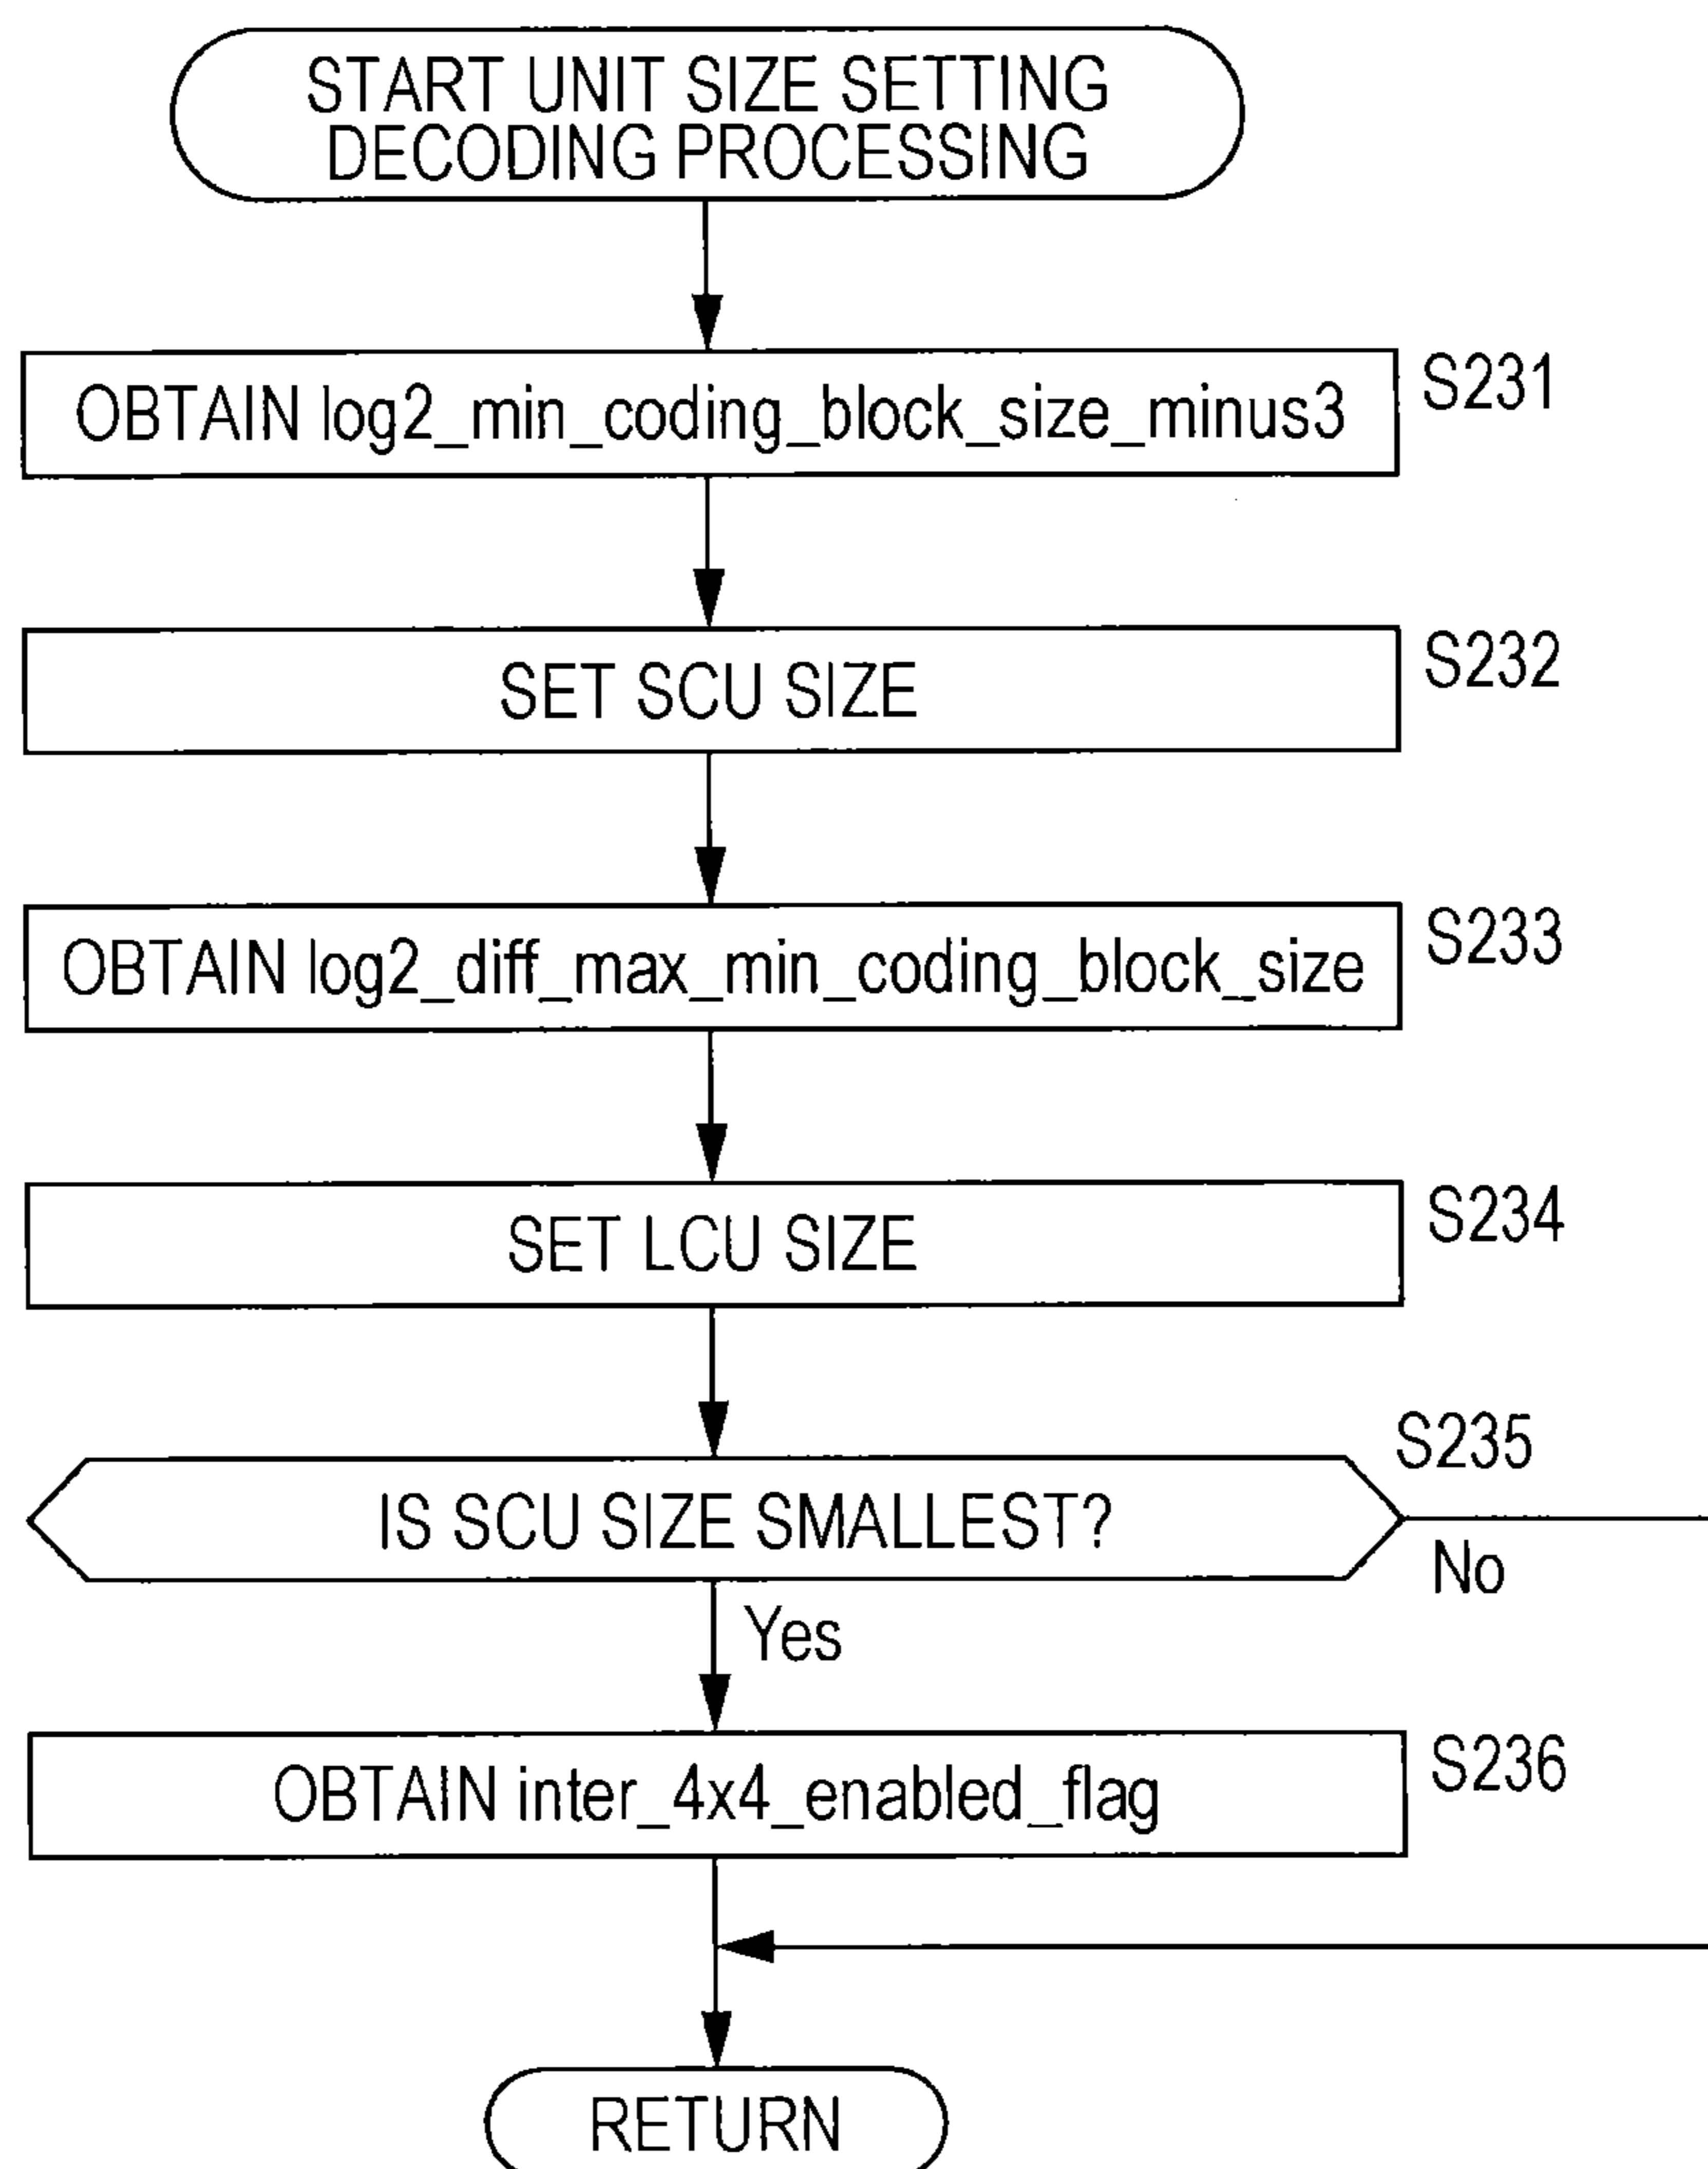 START UNIT SIZE SETTING
DECODING PROCESSING
OBTAIN log2_min_coding_block_size_minus3
S231
SET SCU SIZE
S232
OBTAIN log2_diff_max_min_coding_block_size
S233
SET LCU SIZE
S234
S235
IS SCU SIZE SMALLEST?
No
Yes
OBTAIN inter_4x4_enabled_flag
S236
RETURN